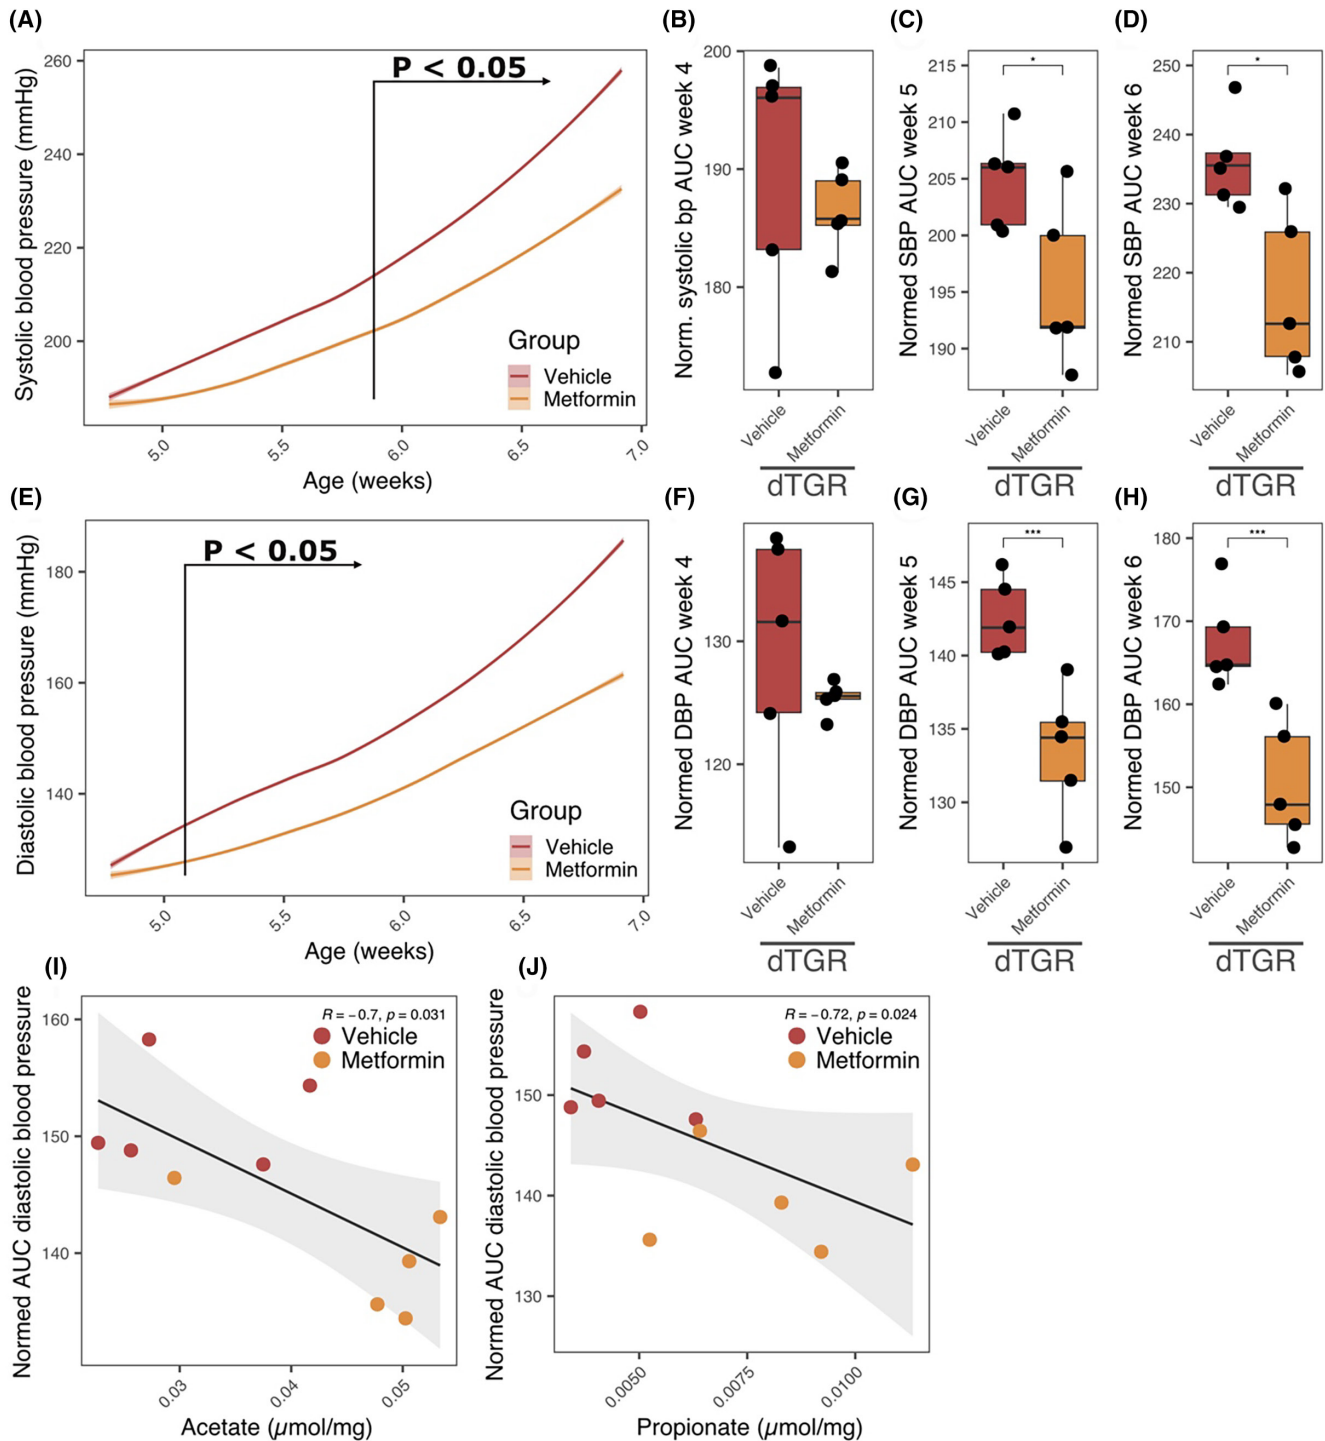 (A)
Systolic blood pressure (mmHg)
260
240
220
200
P < 0.05
Group
Vehicle
Metformin
5.0
5.5
6.0
6.5
7.0
Age (weeks)
(B)
Norm. systolic bp AUC week 4
200
190
180
Vehicle
Metformin
dTGR
(C)
Normed SBP AUC week 5
215
210
205
200
195
190
*
Vehicle
Metformin
dTGR
(D)
Normed SBP AUC week 6
250
240
230
220
210
*
Vehicle
Metformin
dTGR
(E)
Diastolic blood pressure (mmHg)
180
160
140
P < 0.05
Group
Vehicle
Metformin
5.0
5.5
6.0
6.5
7.0
Age (weeks)
(F)
Normed DBP AUC week 4
130
120
Vehicle
Metformin
dTGR
(G)
Normed DBP AUC week 5
145
140
135
130
***
Vehicle
Metformin
dTGR
(H)
Normed DBP AUC week 6
180
170
160
150
***
Vehicle
Metformin
dTGR
(I)
Normed AUC diastolic blood pressure
160
150
140
R = −0.7, p = 0.031
Vehicle
Metformin
0.03
0.04
0.05
Acetate (µmol/mg)
(J)
Normed AUC diastolic blood pressure
150
140
130
R = −0.72, p = 0.024
Vehicle
Metformin
0.0050
0.0075
0.0100
Propionate (µmol/mg)